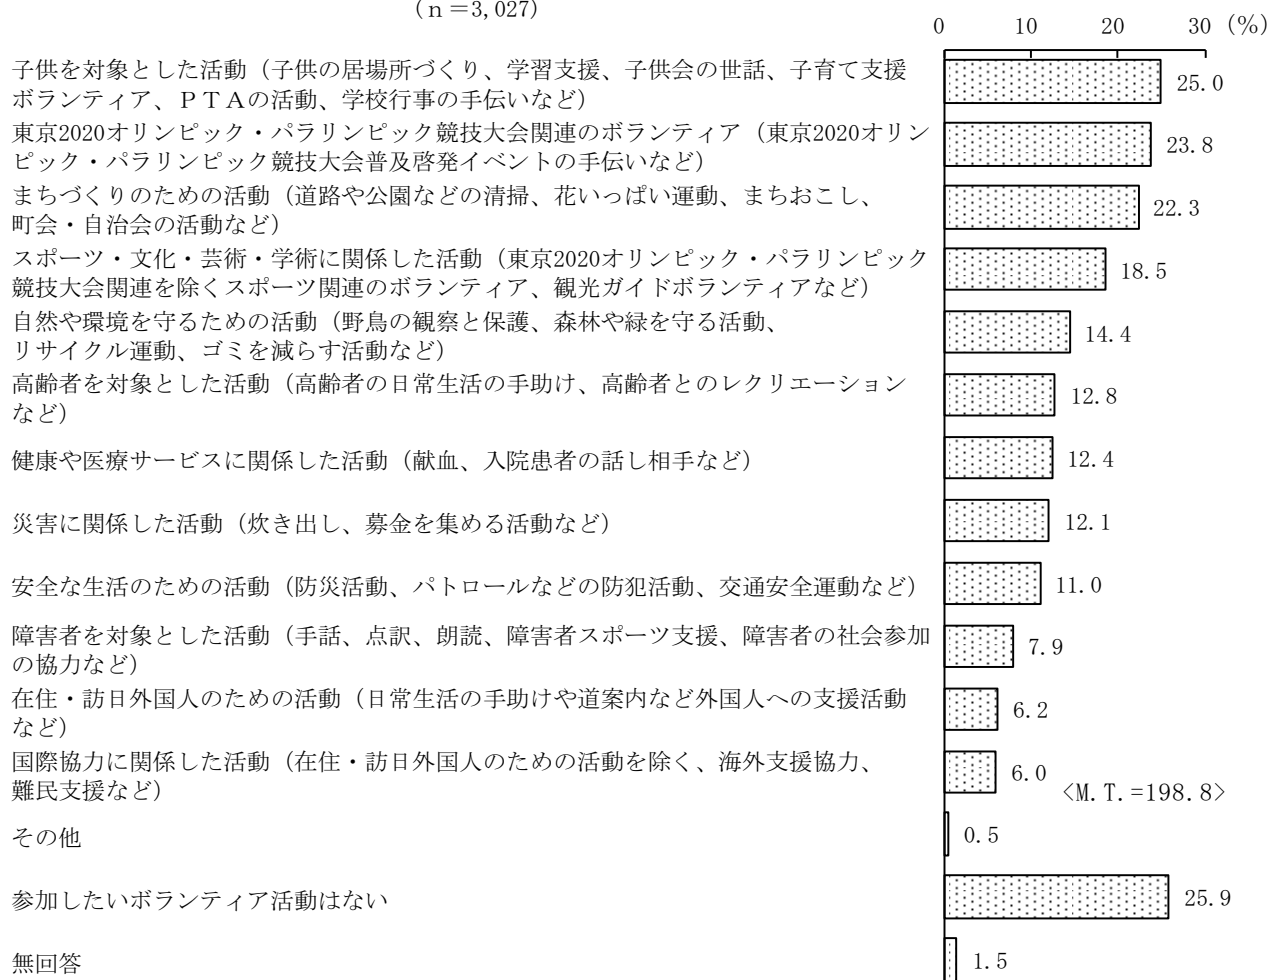 （ｎ＝3,027）
0 10 20 30（％）
子供を対象とした活動（子供の居場所づくり、学習支援、子供会の世話、子育て支援
ボランティア、ＰＴＡの活動、学校行事の手伝いなど） 25.0
東京2020オリンピック・パラリンピック競技大会関連のボランティア（東京2020オリン
ピック・パラリンピック競技大会普及啓発イベントの手伝いなど） 23.8
まちづくりのための活動（道路や公園などの清掃、花いっぱい運動、まちおこし、
町会・自治会の活動など） 22.3
スポーツ・文化・芸術・学術に関係した活動（東京2020オリンピック・パラリンピック
競技大会関連を除くスポーツ関連のボランティア、観光ガイドボランティアなど） 18.5
自然や環境を守るための活動（野鳥の観察と保護、森林や緑を守る活動、
リサイクル運動、ゴミを減らす活動など） 14.4
高齢者を対象とした活動（高齢者の日常生活の手助け、高齢者とのレクリエーション
など） 12.8
健康や医療サービスに関係した活動（献血、入院患者の話し相手など） 12.4
災害に関係した活動（炊き出し、募金を集める活動など） 12.1
安全な生活のための活動（防災活動、パトロールなどの防犯活動、交通安全運動など） 11.0
障害者を対象とした活動（手話、点訳、朗読、障害者スポーツ支援、障害者の社会参加
の協力など） 7.9
在住・訪日外国人のための活動（日常生活の手助けや道案内など外国人への支援活動
など） 6.2
国際協力に関係した活動（在住・訪日外国人のための活動を除く、海外支援協力、
難民支援など） 6.0
<M.T.=198.8>
その他 0.5
参加したいボランティア活動はない 25.9
無回答 1.5